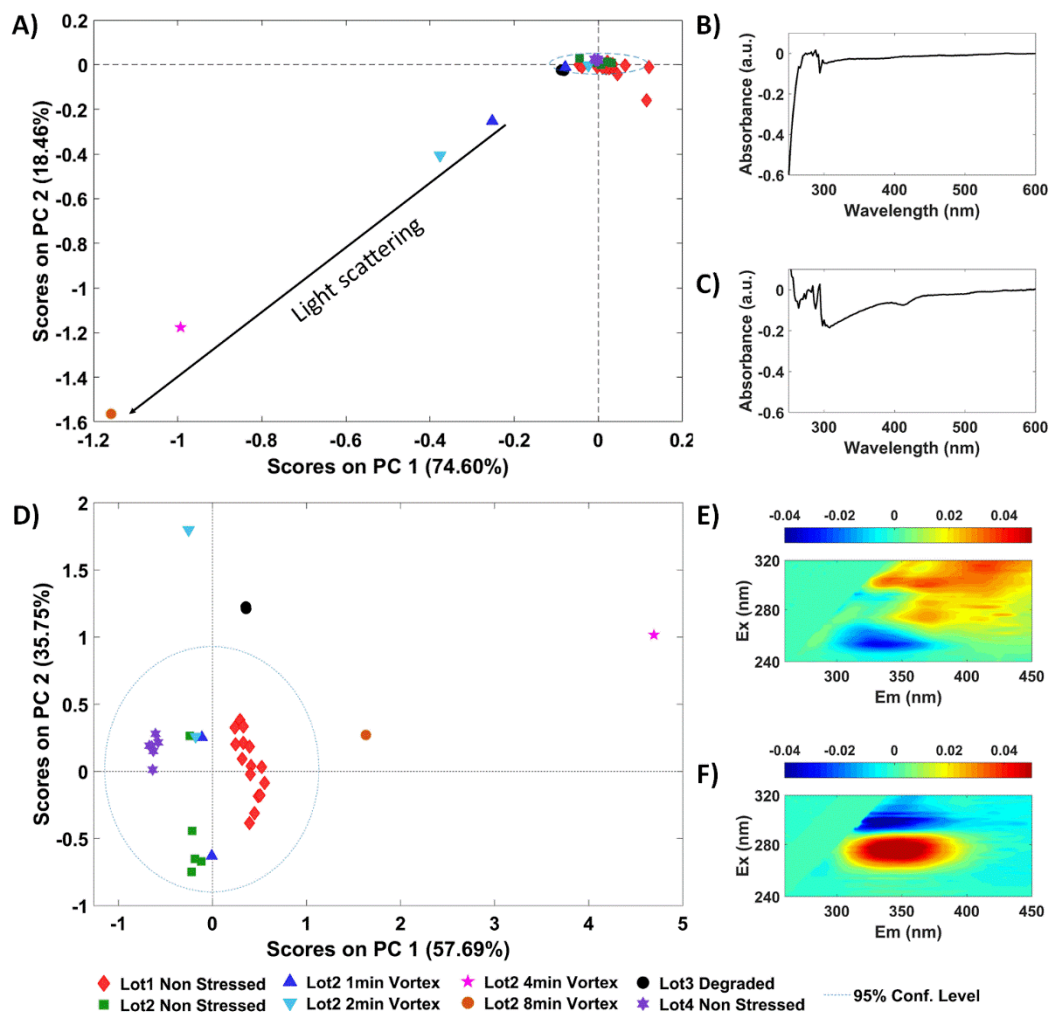 A)
0.2
0
-0.2
-0.4
-0.6
-0.8
-1
-1.2
-1.4
-1.6
Scores on PC 2 (18.46%)
Light scattering
-1.2
-1
-0.8
-0.6
-0.4
-0.2
0
0.2
Scores on PC 1 (74.60%)
B)
Absorbance (a.u.)
0
-0.2
-0.4
-0.6
300
400
500
600
Wavelength (nm)
C)
Absorbance (a.u.)
0
-0.2
-0.4
-0.6
300
400
500
600
Wavelength (nm)
D)
2
1.5
1
0.5
0
-0.5
-1
Scores on PC 2 (35.75%)
-1
0
1
2
3
4
5
Scores on PC 1 (57.69%)
E)
-0.04 -0.02 0 0.02 0.04
Ex (nm)
320
280
240
300
350
400
450
Em (nm)
F)
-0.04 -0.02 0 0.02 0.04
Ex (nm)
320
280
240
300
350
400
450
Em (nm)
Lot1 Non Stressed
Lot2 1min Vortex
Lot2 4min Vortex
Lot3 Degraded
Lot2 Non Stressed
Lot2 2min Vortex
Lot2 8min Vortex
Lot4 Non Stressed
95% Conf. Level